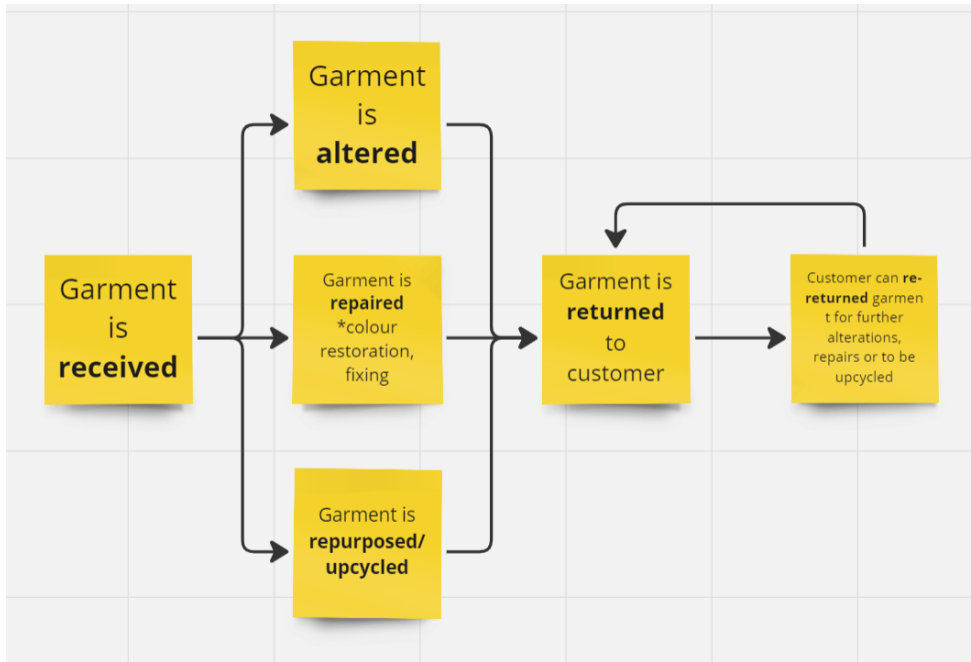 Garment
is
received
Garment
is
altered
Garment is
repaired
*colour
restoration,
fixing
Garment is
repurposed/
upcycled
Garment is
returned
to
customer
Customer can re-
returned garmen
t for further
alterations,
repairs or to be
upcycled